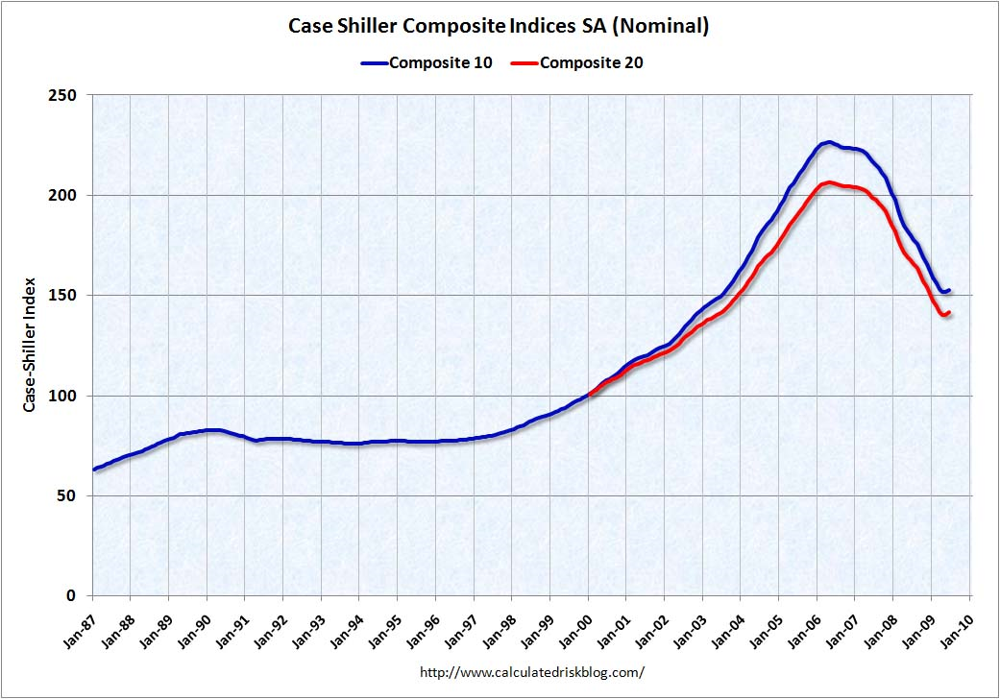 Case Shiller Composite Indices SA (Nominal)
Composite 10 Composite 20
Case-Shiller Index
250
200
150
100
50
0
Jan-87 Jan-88 Jan-89 Jan-90 Jan-91 Jan-92 Jan-93 Jan-94 Jan-95 Jan-96 Jan-97 Jan-98 Jan-99 Jan-00 Jan-01 Jan-02 Jan-03 Jan-04 Jan-05 Jan-06 Jan-07 Jan-08 Jan-09 Jan-10
http://www.calculatedriskblog.com/